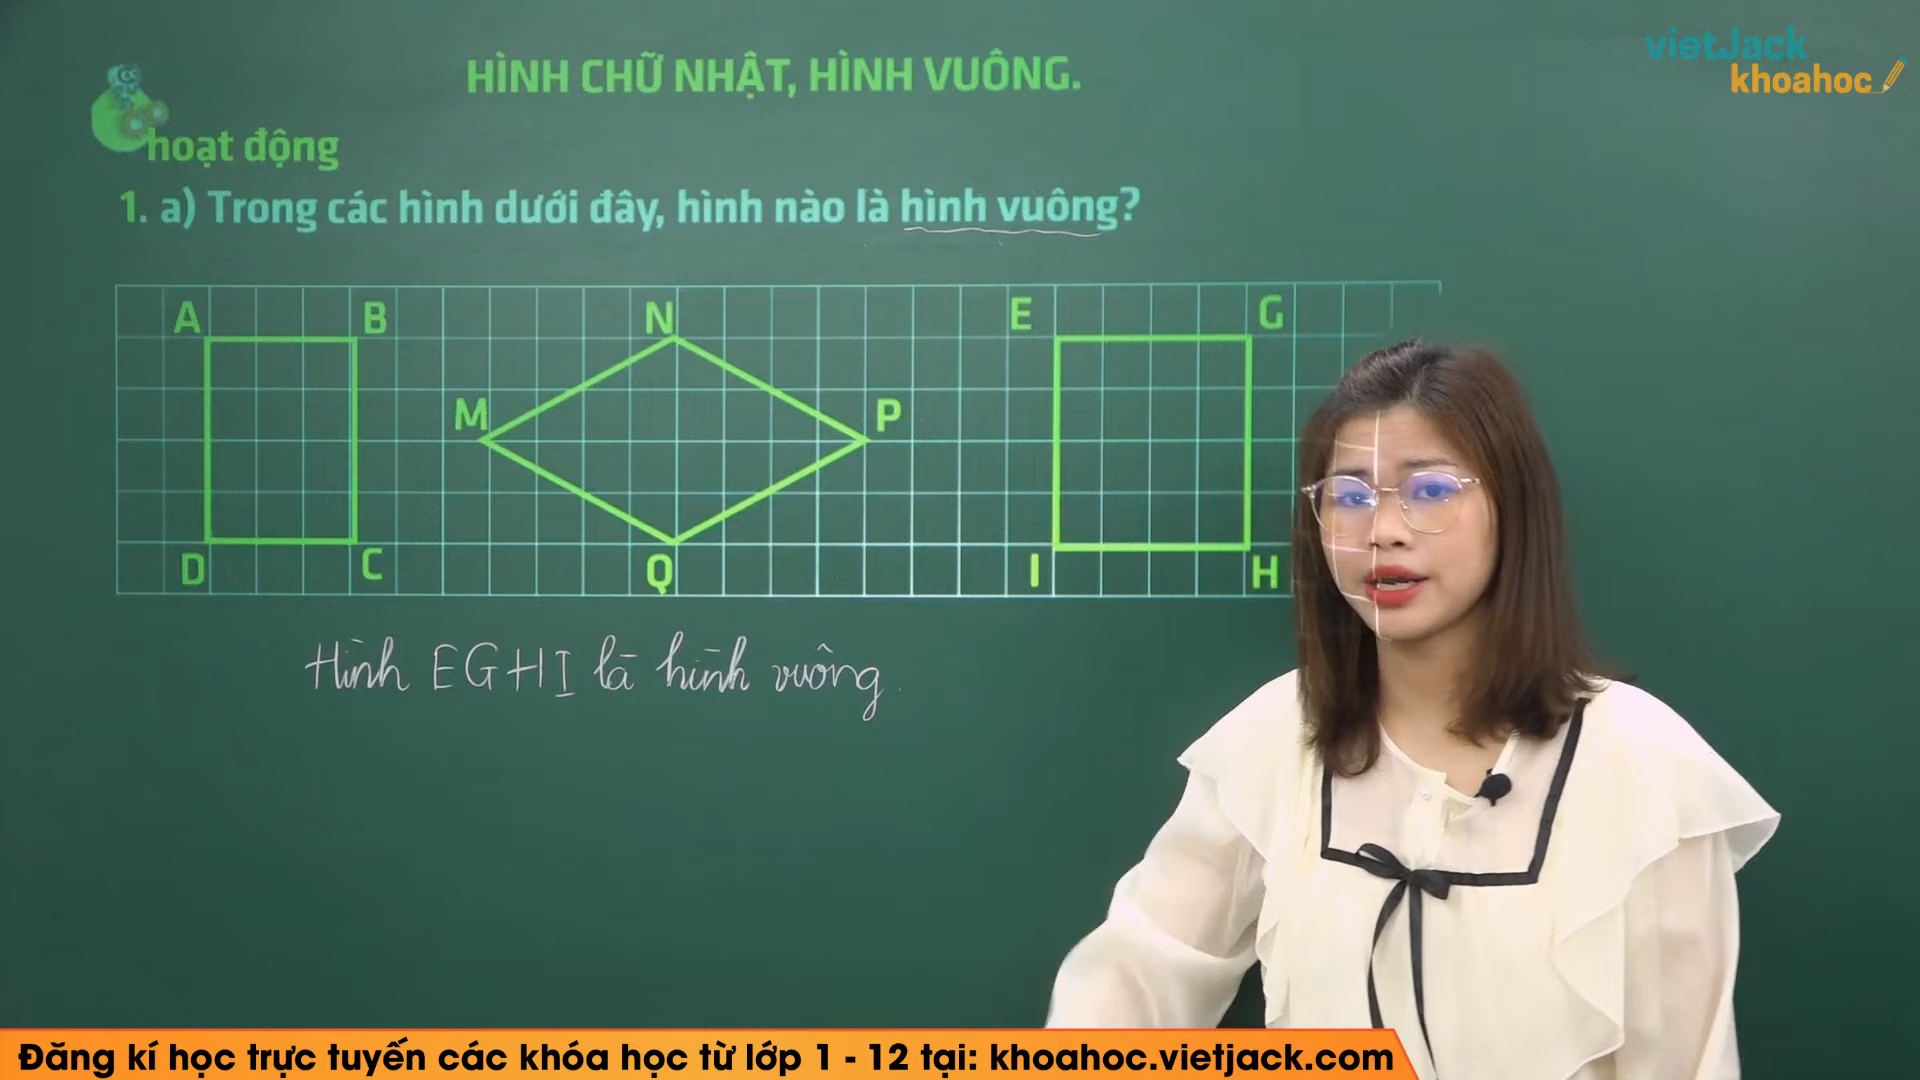 vietJack
khoahoc
HÌNH CHỮ NHẬT, HÌNH VUÔNG.
hoạt động
1. a) Trong các hình dưới đây, hình nào là hình vuông?
A B N E G
M P
D C Q I H
Hình EGHI là hình vuông.
Đăng kí học trực tuyến các khóa học từ lớp 1 - 12 tại: khoahoc.vietjack.com